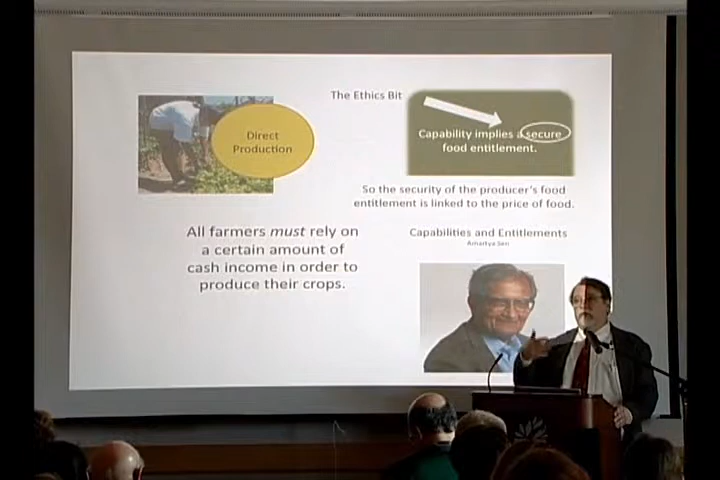 The Ethics Bit
Direct
Production
Capability implies a secure
food entitlement.
So the security of the producer's food
entitlement is linked to the price of food.
All farmers must rely on
a certain amount of
cash income in order to
produce their crops.
Capabilities and Entitlements
Amartya Sen